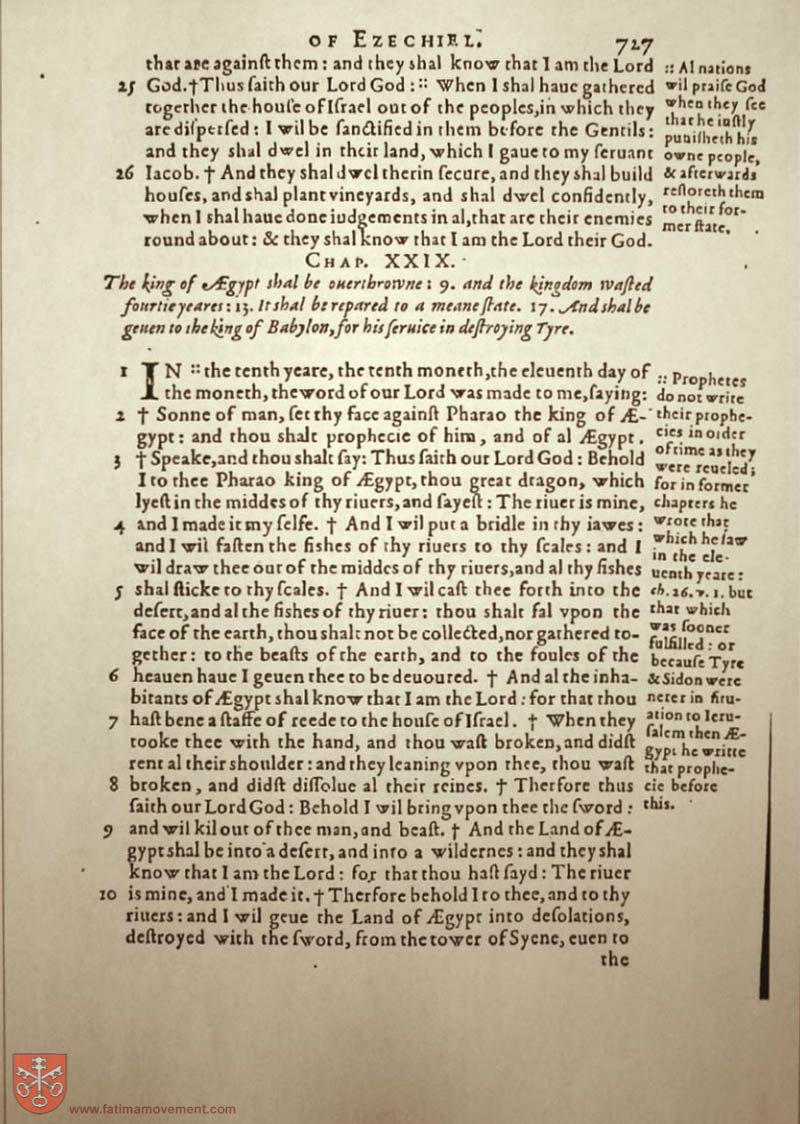 OF EZECHIEL. 727
that are againſt them: and they shal know that I am the Lord
25 God.†Thus ſaith our Lord God: :: When I shal haue gathered
together the houſe of Iſrael out of the peoples, in which they
are diſperſed: I wil be ſanctified in them before the Gentils:
and they shal dwel in their land, which I gaue to my ſeruant
26 Iacob. † And they shal dwel therin ſecure, and they shal build
houſes, and shal plant vineyards, and shal dwel confidently,
when I shal haue done iudgements in al, that are their enemies
round about: & they shal know that I am the Lord their God.
:: Al nations
wil praiſe God
when they ſee
that he iuſtly
puniſheth his
owne people,
& afterwards
reſtoreth them
to their for-
mer ſtate.
CHAP. XXIX.
The king of Ægypt shal be ouerthrowne: 9. and the kingdom waſted
fourtie yeares: 13. It shal be repared to a meane ſtate. 17. And shal be
geuen to the king of Babylon, for his ſeruice in deſtroying Tyre.
1 IN :: the tenth yeare, the tenth moneth, the eleuenth day of
the moneth, the word of our Lord was made to me, ſaying:
2 † Sonne of man, ſet thy face againſt Pharao the king of Æ-
gypt: and thou shalt prophecie of him, and of al Ægypt.
3 † Speake, and thou shalt ſay: Thus ſaith our Lord God: Behold
I to thee Pharao king of Ægypt, thou great dragon, which
lyeſt in the middes of thy riuers, and ſayeſt: The riuer is mine,
4 and I made it my ſelfe. † And I wil put a bridle in thy iawes:
and I wil faſten the fishes of thy riuers to thy ſcales: and I
wil draw thee out of the middes of thy riuers, and al thy fishes
5 shal ſticke to thy ſcales. † And I wil caſt thee forth into the
deſert, and al the fishes of thy riuer: thou shalt fal vpon the
face of the earth, thou shalt not be collected, nor gathered to-
gether: to the beaſts of the earth, and to the foules of the
6 heauen haue I geuen thee to be deuoured. † And al the inha-
bitants of Ægypt shal know that I am the Lord: for that thou
7 haſt bene a ſtaffe of reede to the houſe of Iſrael. † When they
tooke thee with the hand, and thou waſt broken, and didſt
rent al their shoulder: and they leaning vpon thee, thou waſt
8 broken, and didſt diſſolue al their reines. † Therfore thus
ſaith our Lord God: Behold I wil bring vpon thee the ſword:
9 and wil kil out of thee man, and beaſt. † And the Land of Æ-
gypt shal be into a deſert, and into a wildernes: and they shal
know that I am the Lord: for that thou haſt ſayd: The riuer
10 is mine, and I made it. † Therfore behold I to thee, and to thy
riuers: and I wil geue the Land of Ægypt into deſolations,
deſtroyed with the ſword, from the tower of Syene, euen to
the
:: Prophetes
do not write
their prophe-
cies in order
of time as they
were reueled;
for in former
chapters he
wrote that
which he ſaw
in the ele-
uenth yeare:
ch. 26. v. 1. but
that which
was ſooner
fulfilled: or
becauſe Tyre
& Sidon were
nerer in ſitu-
ation to Ieru-
ſalem then Æ-
gypt he writte
that prophe-
cie before
this.
www.fatimamovement.com